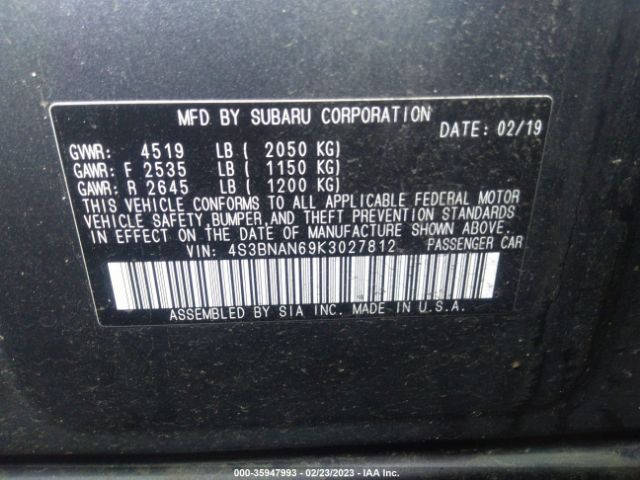 MFD BY SUBARU CORPORATION
DATE: 02/19
GVWR: 4519 LB ( 2050 KG)
GAWR: F 2535 LB ( 1150 KG)
GAWR: R 2645 LB ( 1200 KG)
THIS VEHICLE CONFORMS TO ALL APPLICABLE FEDERAL MOTOR
VEHICLE SAFETY, BUMPER, AND THEFT PREVENTION STANDARDS
IN EFFECT ON THE DATE OF MANUFACTURE SHOWN ABOVE.
VIN: 4S3BNAN69K3027812 PASSENGER CAR
ASSEMBLED BY SIA INC. MADE IN U.S.A.
000-35947993 - 02/23/2023 - IAA Inc.